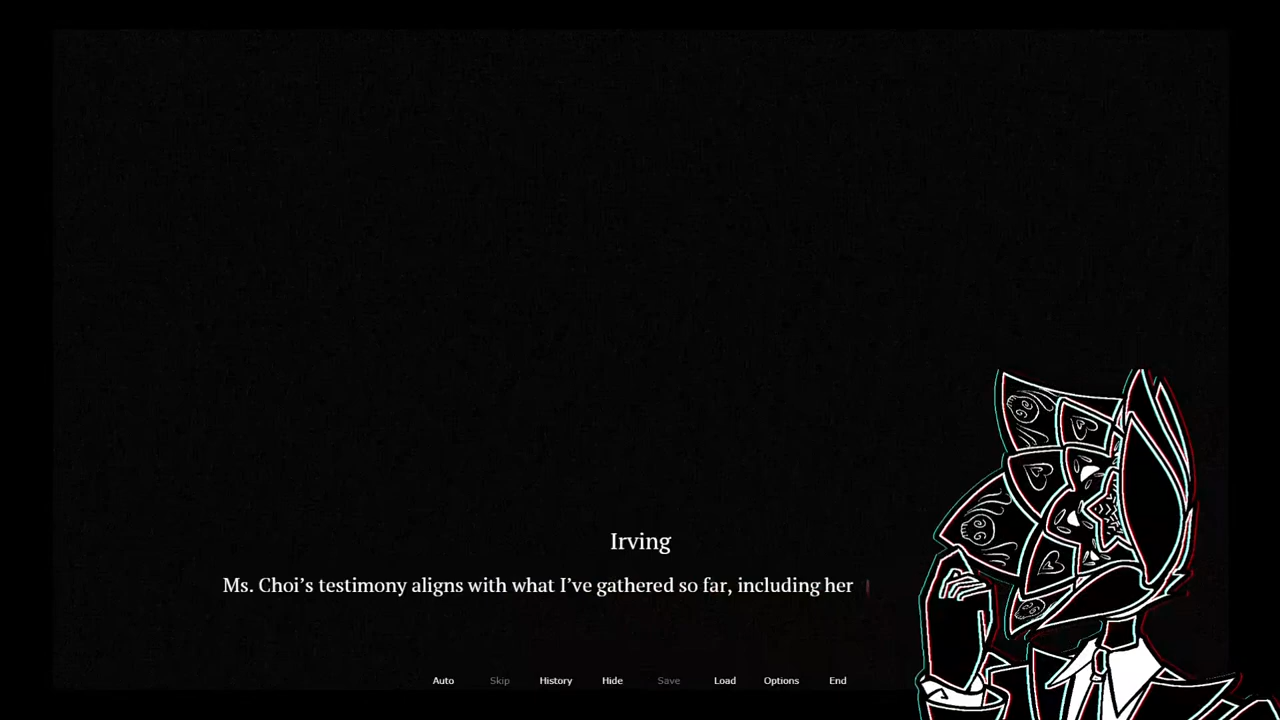 Irving
Ms. Choi’s testimony aligns with what I’ve gathered so far, including her
Auto Skip History Hide Save Load Options End